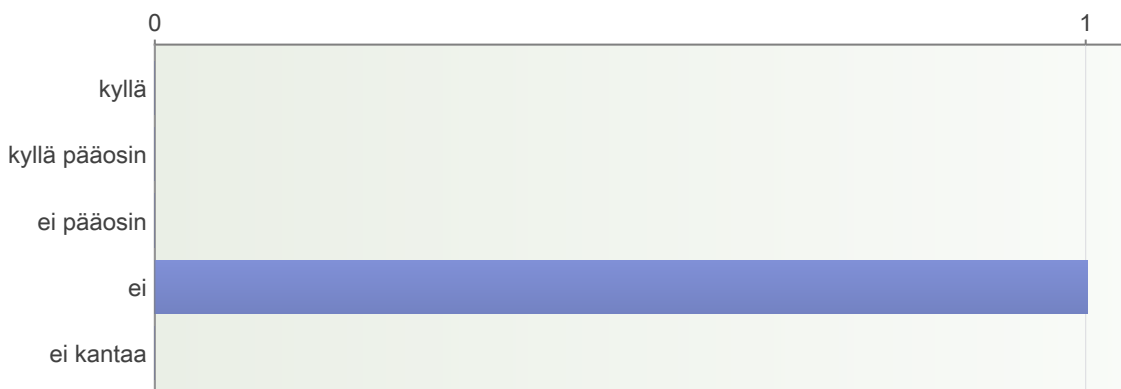 0 1
kyllä
kyllä pääosin
ei pääosin
ei
ei kantaa